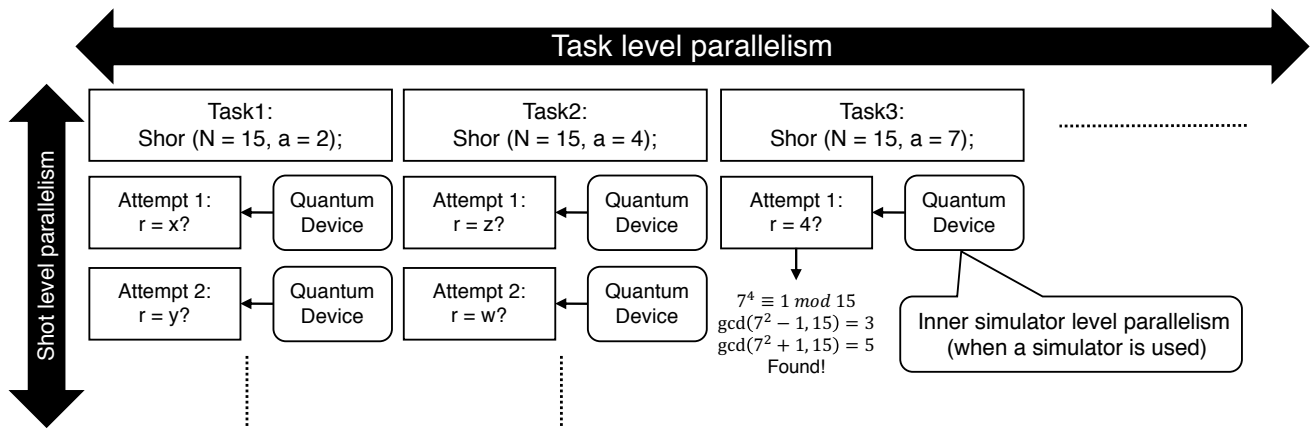 Task level parallelism
Shot level parallelism
Task1:
Shor (N = 15, a = 2);
Task2:
Shor (N = 15, a = 4);
Task3:
Shor (N = 15, a = 7);
Attempt 1:
r = x?
Quantum
Device
Attempt 1:
r = z?
Quantum
Device
Attempt 1:
r = 4?
Quantum
Device
Attempt 2:
r = y?
Quantum
Device
Attempt 2:
r = w?
Quantum
Device
7⁴ ≡ 1 mod 15
gcd(7² − 1, 15) = 3
gcd(7² + 1, 15) = 5
Found!
Inner simulator level parallelism
(when a simulator is used)